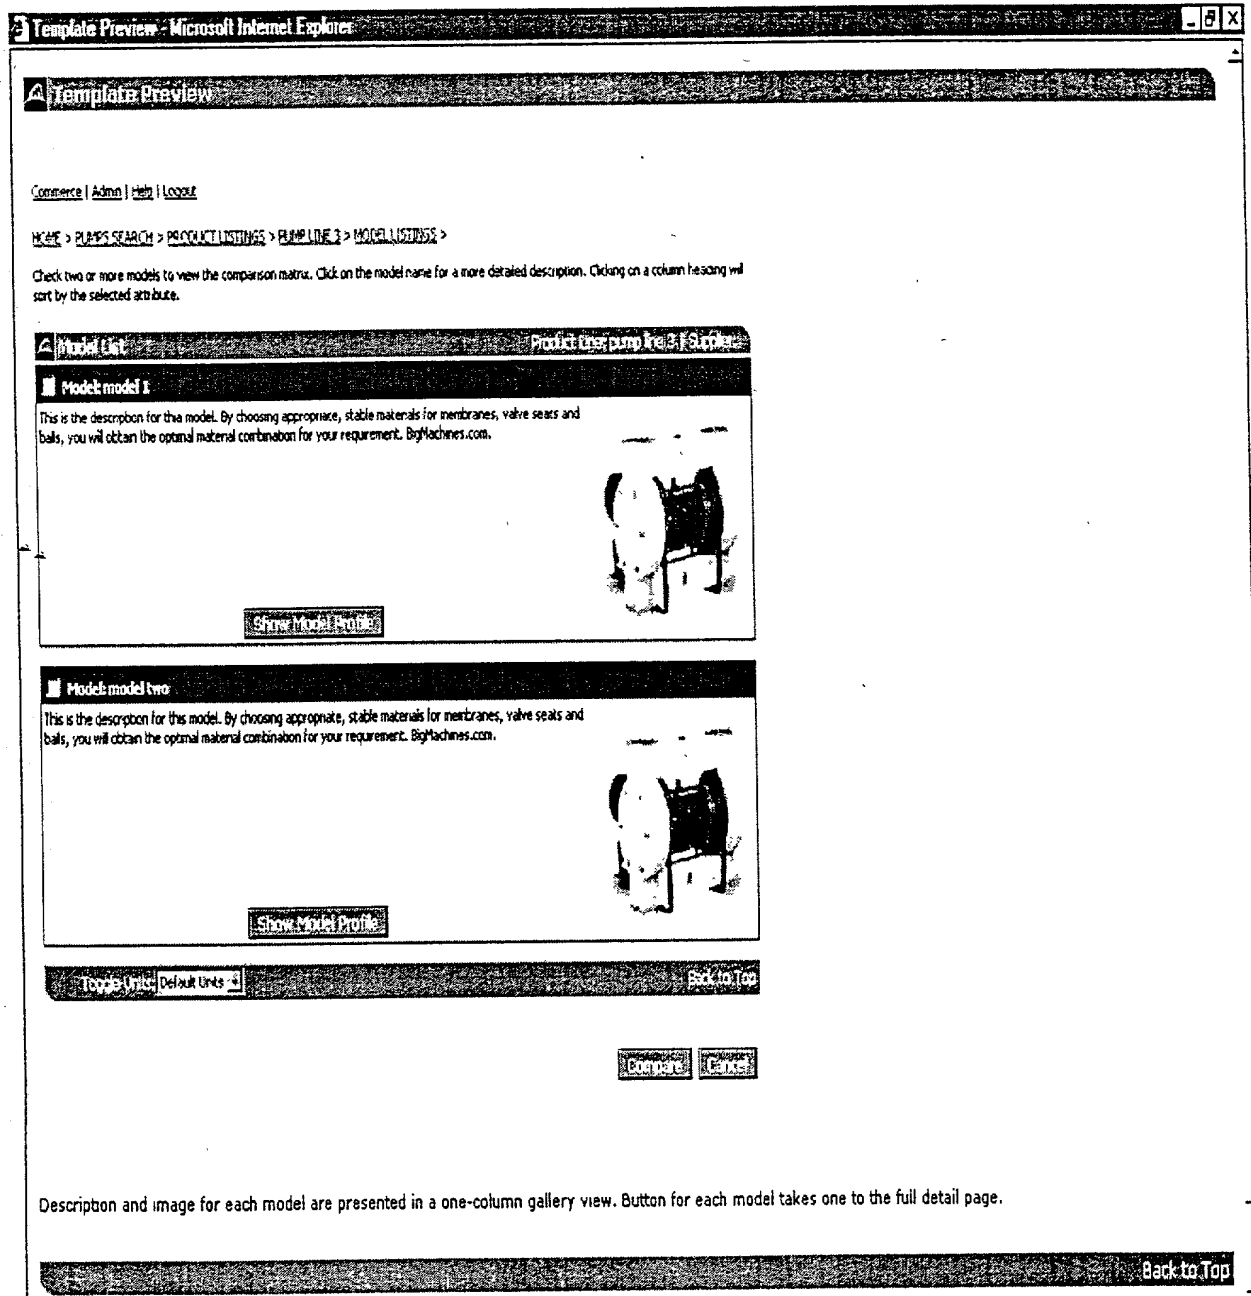 Template Preview - Microsoft Internet Explorer
Template Preview
Commerce | Admin | Help | Logout
HOME > PUMPS SEARCH > PRODUCT LISTINGS > PUMP LINE 3 > MODEL LISTINGS >
Check two or more models to view the comparison matrix. Click on the model name for a more detailed description. Clicking on a column heading will
sort by the selected attribute.
Model List Product Line: pump line 3 | Supplier:
Model: model 1
This is the description for this model. By choosing appropriate, stable materials for membranes, valve seats and
balls, you will obtain the optimal material combination for your requirement. BigMachines.com.
Show Model Profile
Model: model two
This is the description for this model. By choosing appropriate, stable materials for membranes, valve seats and
balls, you will obtain the optimal material combination for your requirement. BigMachines.com.
Show Model Profile
Toggle Units: Default Units Back to Top
Compare Cancel
Description and image for each model are presented in a one-column gallery view. Button for each model takes one to the full detail page.
Back to Top